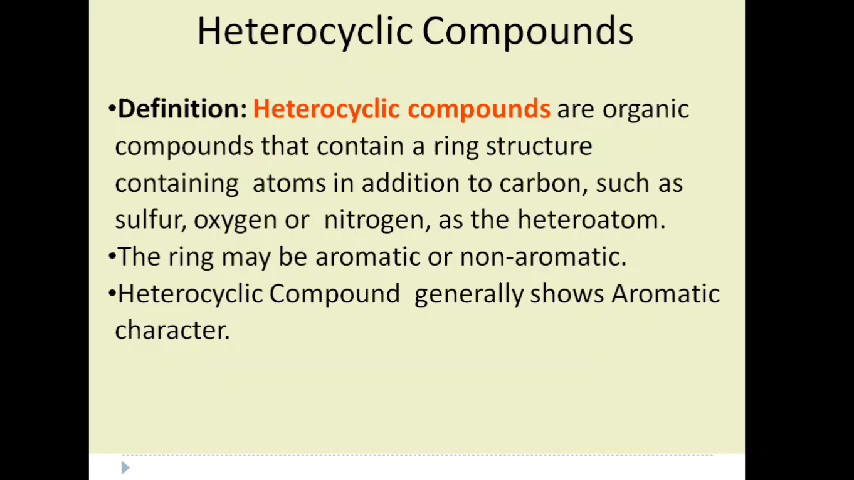 Heterocyclic Compounds
•Definition: Heterocyclic compounds are organic
compounds that contain a ring structure
containing  atoms in addition to carbon, such as
sulfur, oxygen or  nitrogen, as the heteroatom.
•The ring may be aromatic or non-aromatic.
•Heterocyclic Compound  generally shows Aromatic
character.